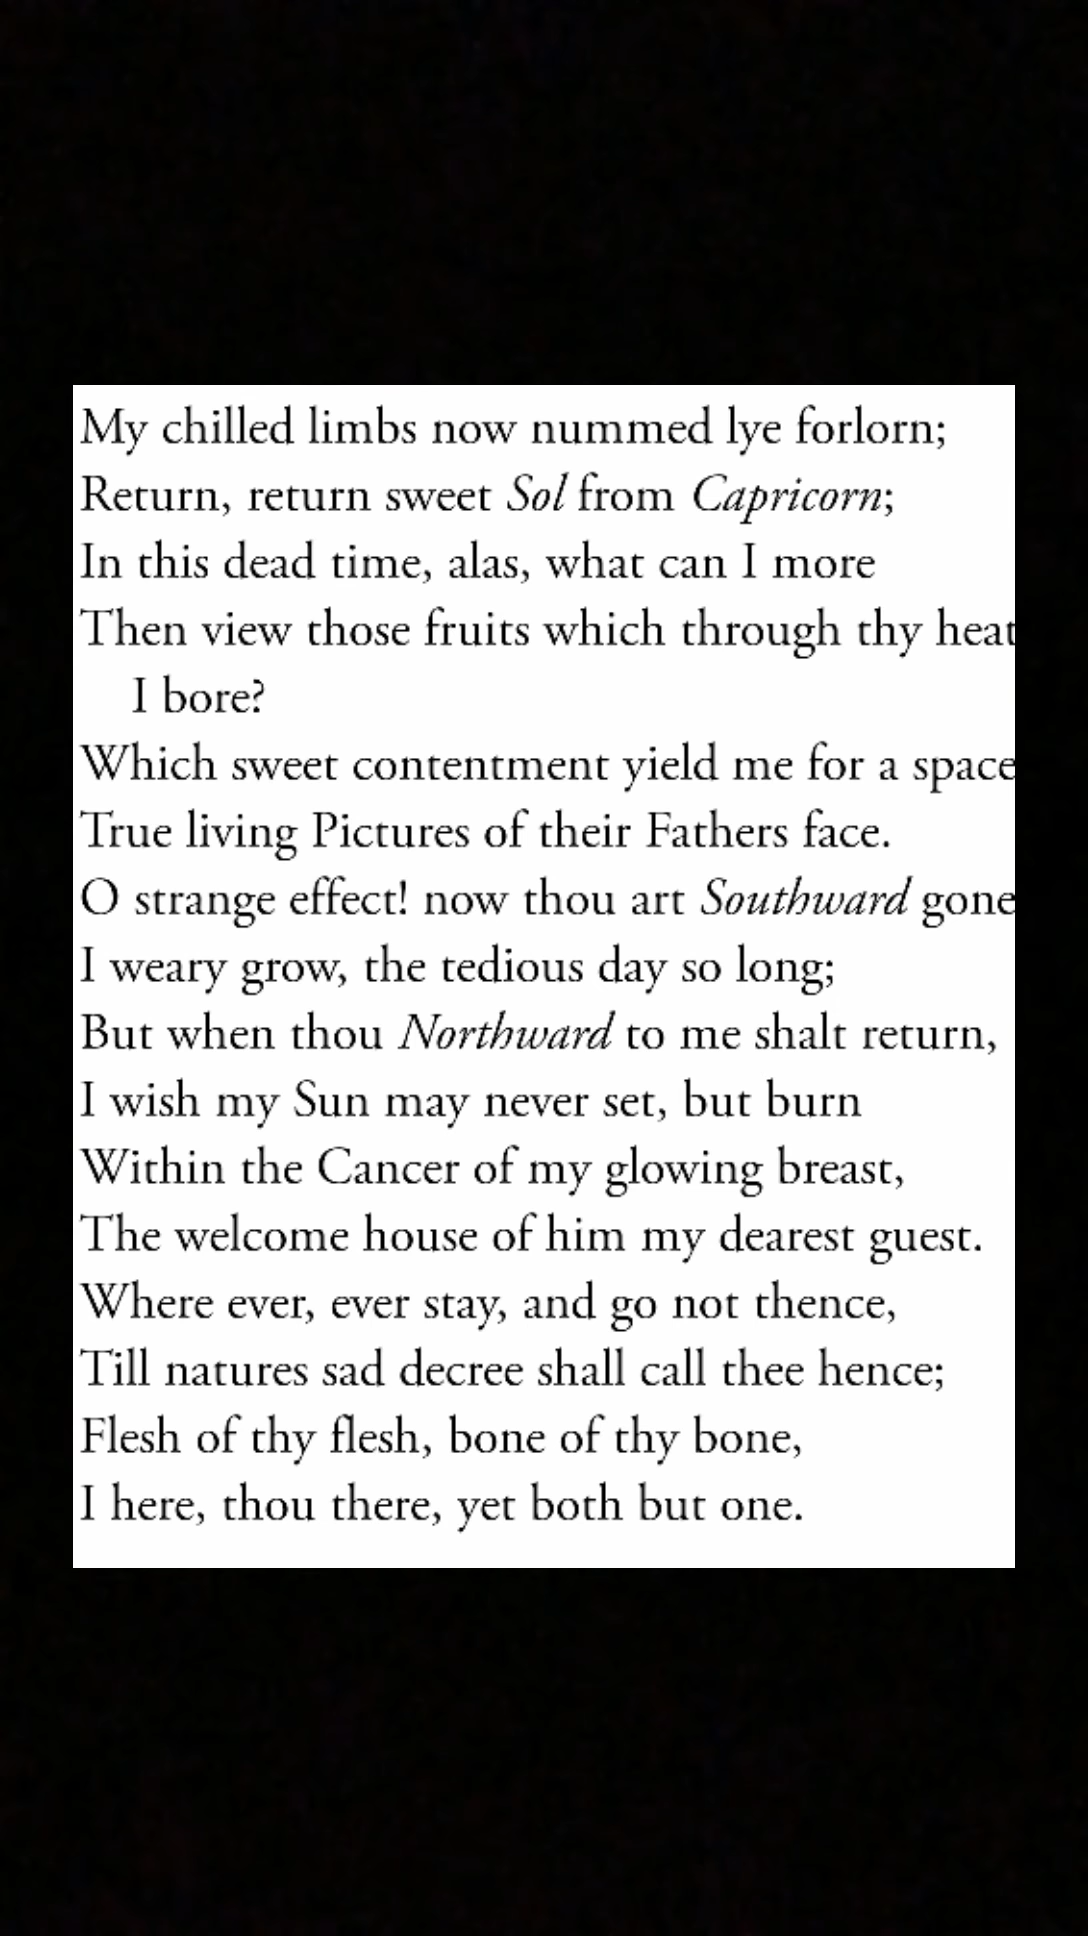 My chilled limbs now nummed lye forlorn;
Return, return sweet Sol from Capricorn;
In this dead time, alas, what can I more
Then view those fruits which through thy heat
I bore?
Which sweet contentment yield me for a space
True living Pictures of their Fathers face.
O strange effect! now thou art Southward gone
I weary grow, the tedious day so long;
But when thou Northward to me shalt return,
I wish my Sun may never set, but burn
Within the Cancer of my glowing breast,
The welcome house of him my dearest guest.
Where ever, ever stay, and go not thence,
Till natures sad decree shall call thee hence;
Flesh of thy flesh, bone of thy bone,
I here, thou there, yet both but one.